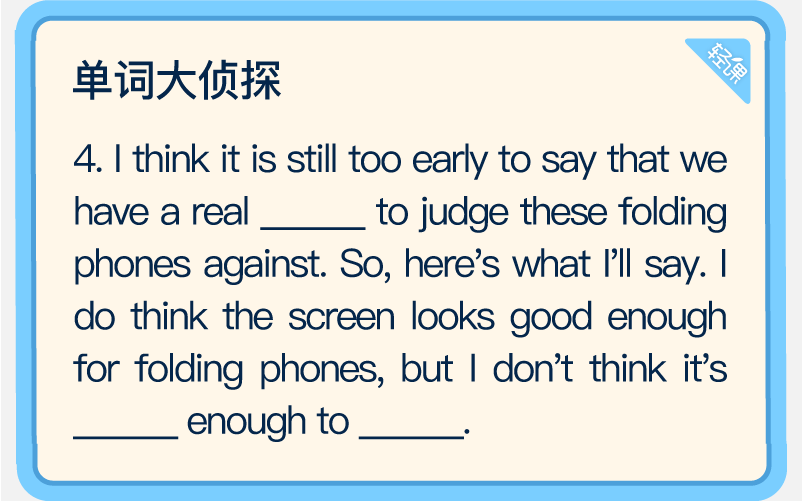 单词大侦探
轻课
4. I think it is still too early to say that we
have a real ______ to judge these folding
phones against. So, here’s what I’ll say. I
do think the screen looks good enough
for folding phones, but I don’t think it’s
______ enough to ______.